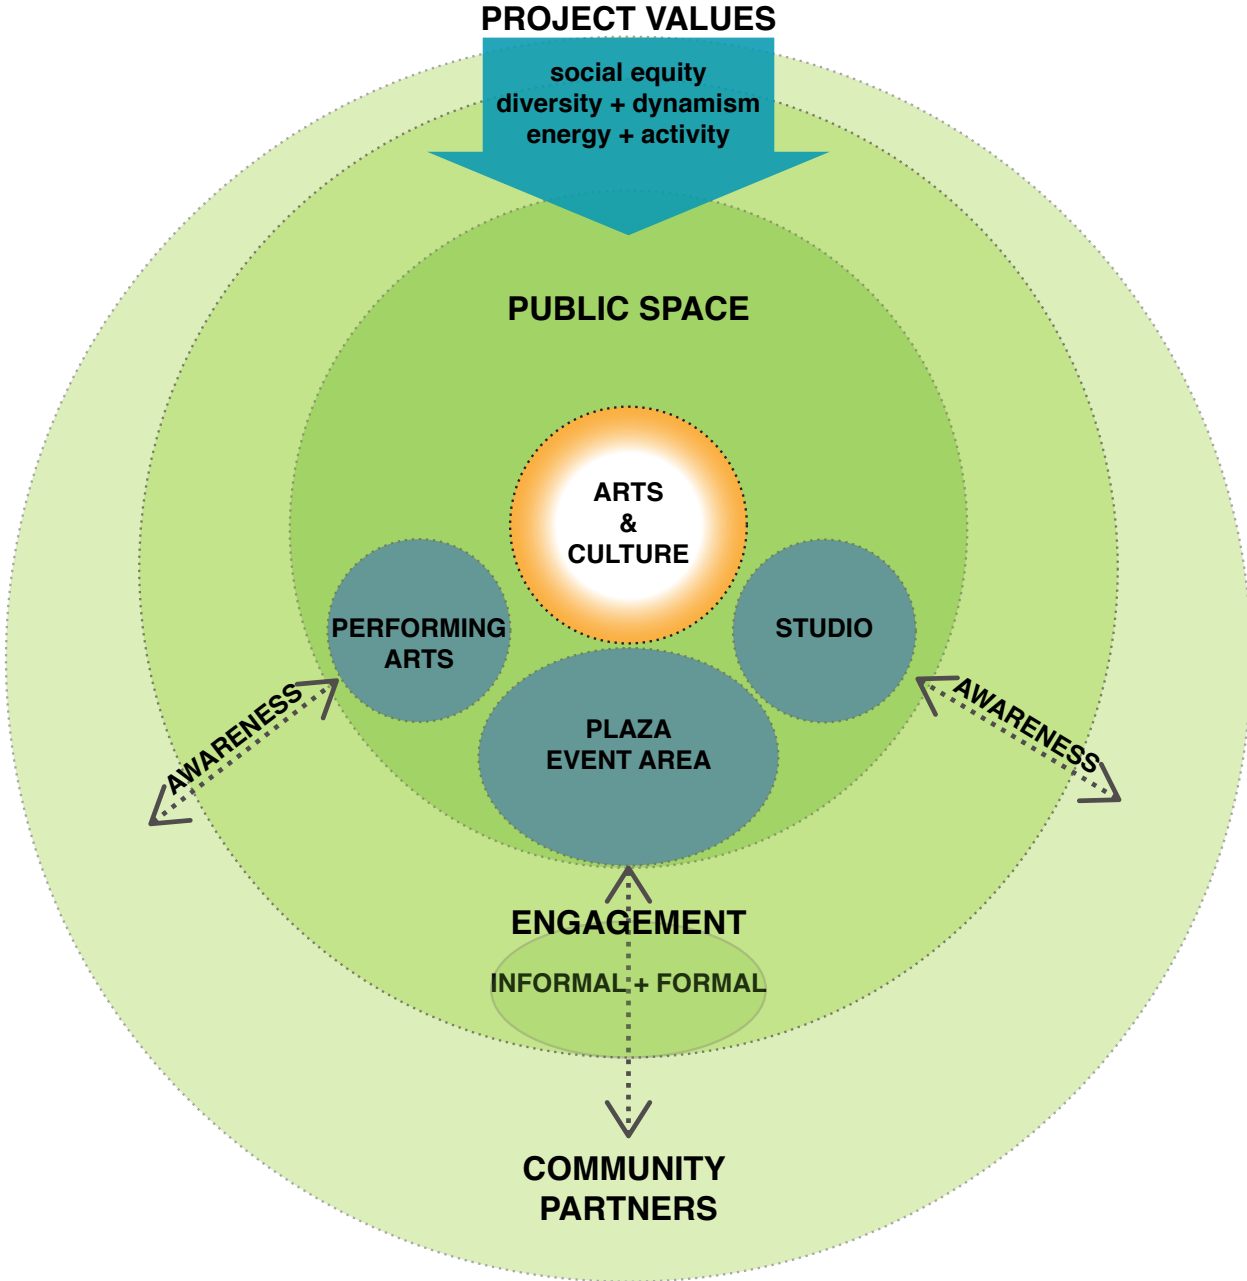 PROJECT VALUES
social equity
diversity + dynamism
energy + activity
PUBLIC SPACE
ARTS
&
CULTURE
PERFORMING
ARTS
STUDIO
PLAZA
EVENT AREA
AWARENESS
AWARENESS
ENGAGEMENT
INFORMAL + FORMAL
COMMUNITY
PARTNERS